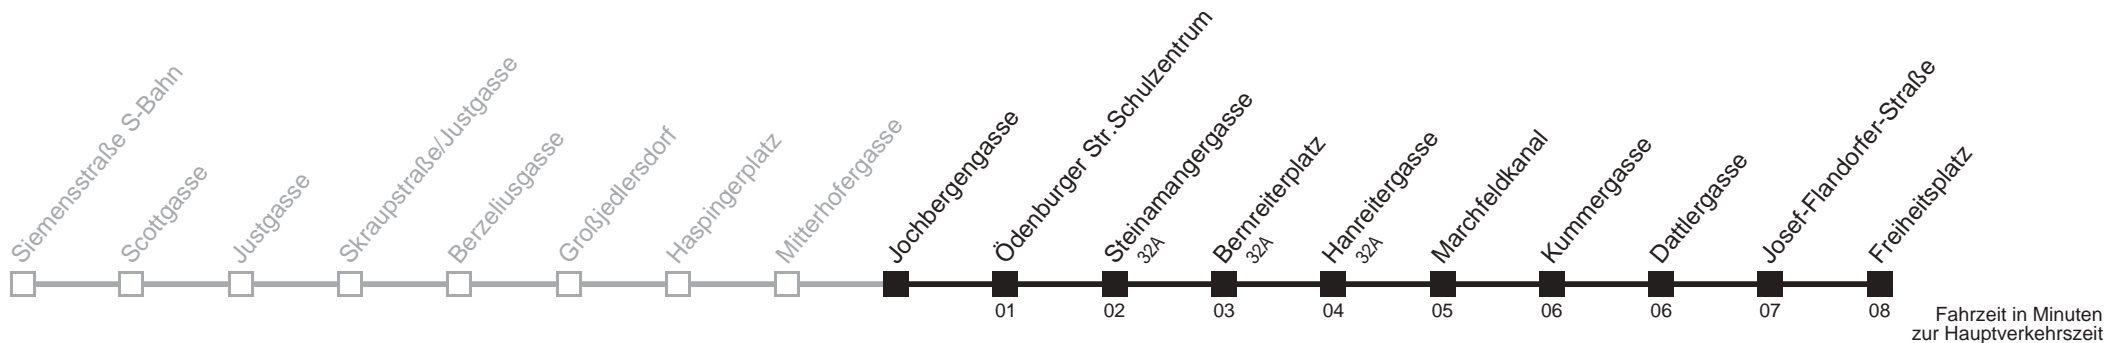 Siemensstraße S-Bahn
Scottgasse
Justgasse
Skraupstraße/Justgasse
Berzeliusgasse
Großjedlersdorf
Haspingerplatz
Mitterhofergasse
Jochbergengasse
Ödenburger Str.Schulzentrum
Steinamangergasse
32A
Bernreiterplatz
32A
Hanreitergasse
32A
Marchfeldkanal
Kummergasse
Dattlergasse
Josef-Flandorfer-Straße
Freiheitsplatz
01
02
03
04
05
06
06
07
08
Fahrzeit in Minuten
zur Hauptverkehrszeit